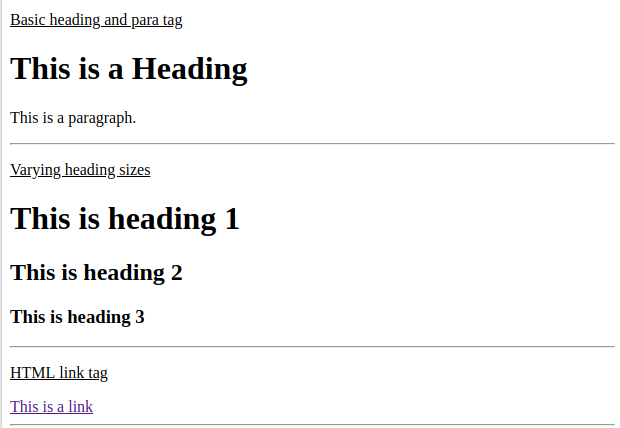 Basic heading and para tag
This is a Heading
This is a paragraph.
Varying heading sizes
This is heading 1
This is heading 2
This is heading 3
HTML link tag
This is a link